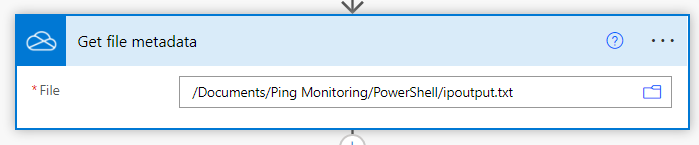 Get file metadata
* File
/Documents/Ping Monitoring/PowerShell/ipoutput.txt